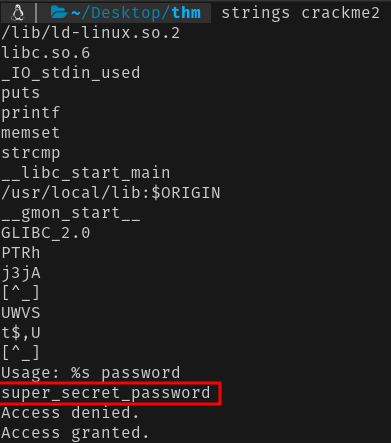 ~/Desktop/thm strings crackme2
/lib/ld-linux.so.2
libc.so.6
_IO_stdin_used
puts
printf
memset
strcmp
__libc_start_main
/usr/local/lib:$ORIGIN
__gmon_start__
GLIBC_2.0
PTRh
j3jA
[^_]
UWVS
t$,U
[^_]
Usage: %s password
super_secret_password
Access denied.
Access granted.